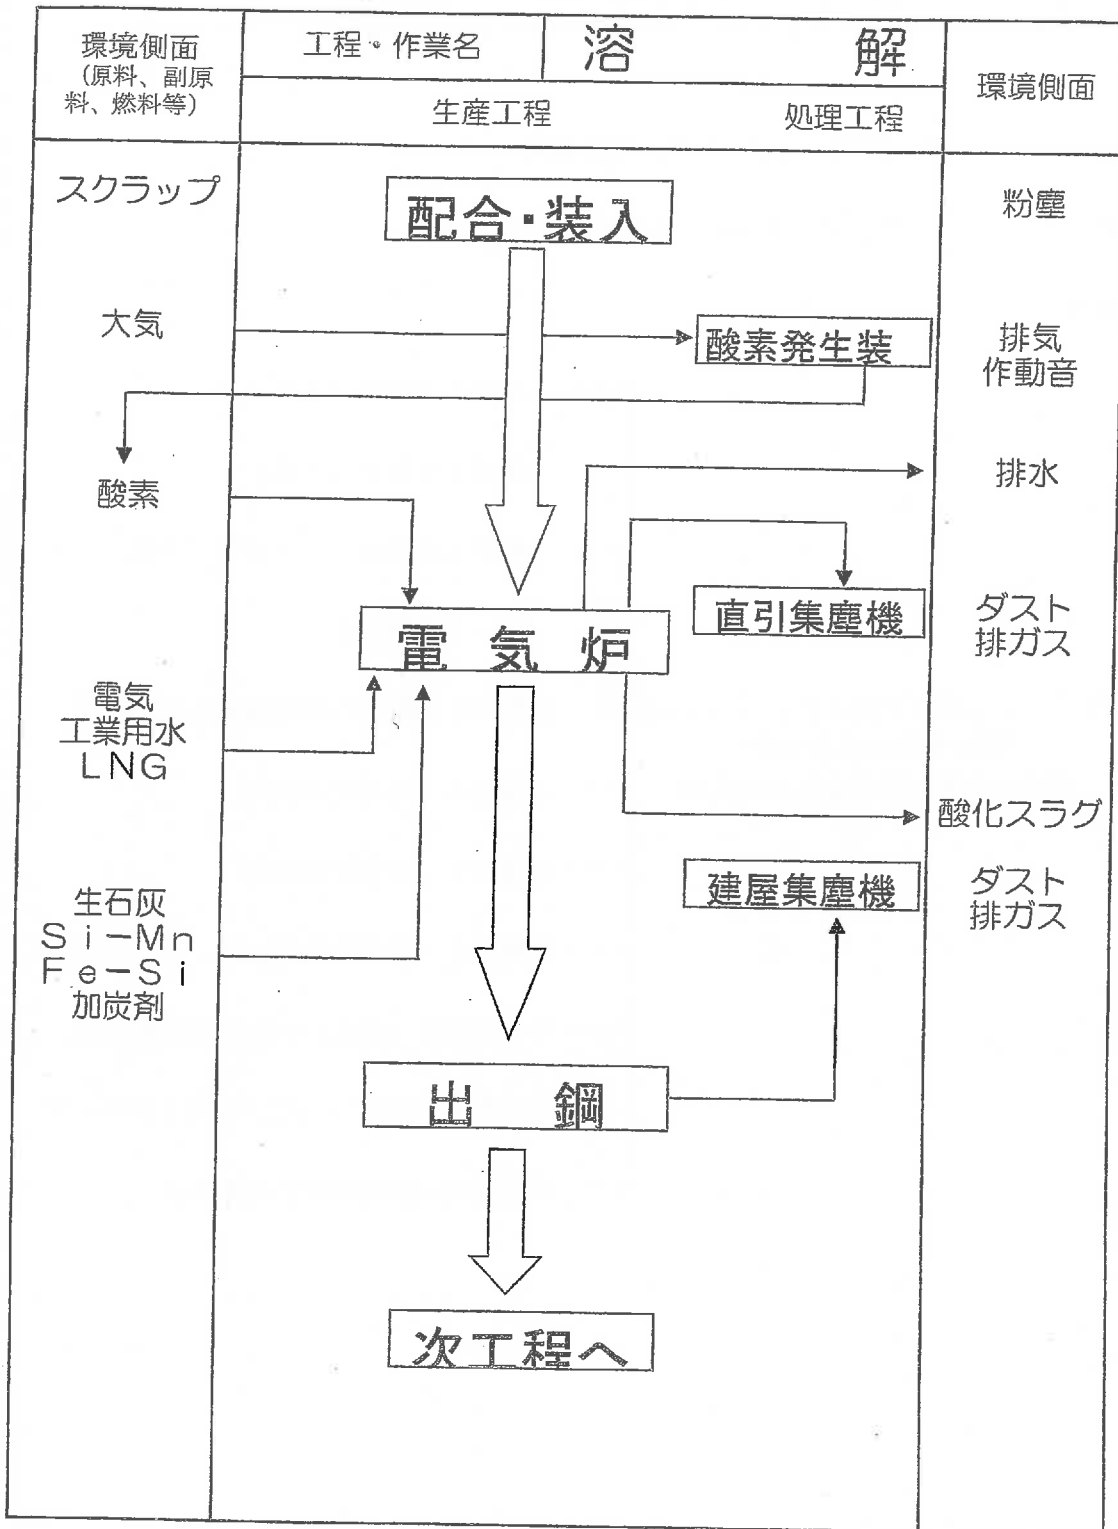 環境側面
(原料、副原
料、燃料等)
工程・作業名
溶解
環境側面
生産工程
処理工程
スクラップ
配合・装入
粉塵
大気
酸素発生装
排気
作動音
酸素
排水
電気炉
直引集塵機
ダスト
排ガス
電気
工業用水
LNG
酸化スラグ
建屋集塵機
ダスト
排ガス
生石灰
Si-Mn
Fe-Si
加炭剤
出鋼
次工程へ